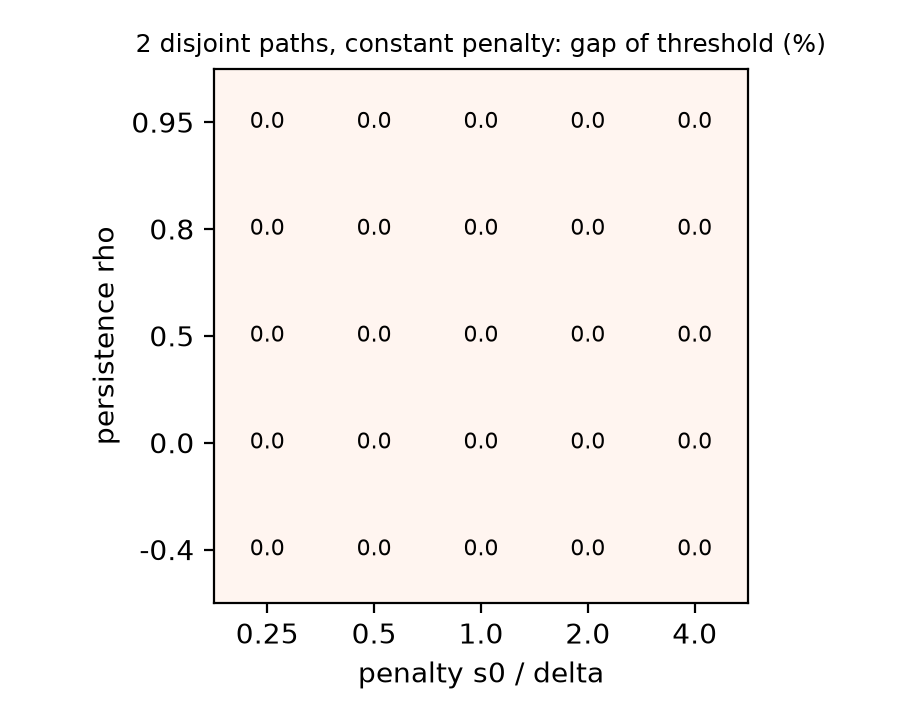 2 disjoint paths, constant penalty: gap of threshold (%)
persistence rho
0.95 0.0 0.0 0.0 0.0 0.0
0.8 0.0 0.0 0.0 0.0 0.0
0.5 0.0 0.0 0.0 0.0 0.0
0.0 0.0 0.0 0.0 0.0 0.0
-0.4 0.0 0.0 0.0 0.0 0.0
0.25 0.5 1.0 2.0 4.0
penalty s0 / delta